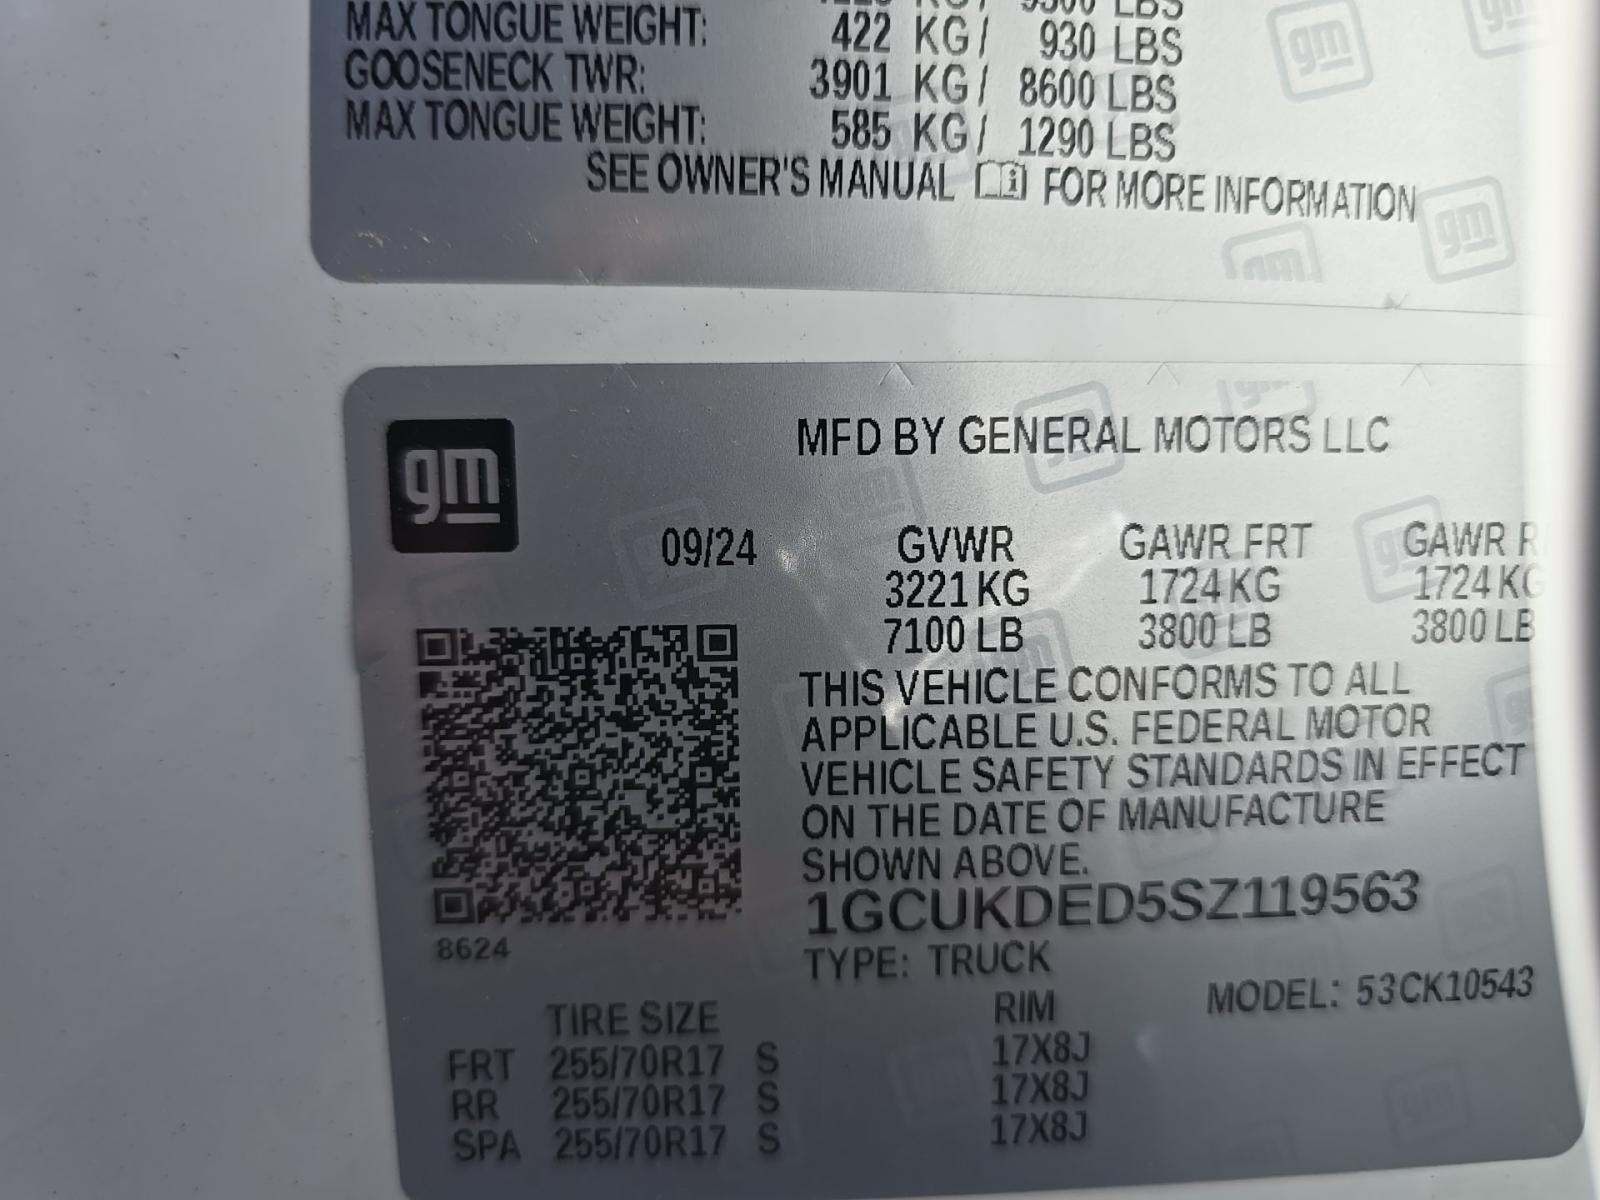 9300 LBS
MAX TONGUE WEIGHT: 422 KG / 930 LBS
GOOSENECK TWR: 3901 KG / 8600 LBS
MAX TONGUE WEIGHT: 585 KG / 1290 LBS
SEE OWNER'S MANUAL FOR MORE INFORMATION
gm
MFD BY GENERAL MOTORS LLC
09/24 GVWR GAWR FRT GAWR
3221 KG 1724 KG 1724 KG
7100 LB 3800 LB 3800 LB
THIS VEHICLE CONFORMS TO ALL
APPLICABLE U.S. FEDERAL MOTOR
VEHICLE SAFETY STANDARDS IN EFFECT
ON THE DATE OF MANUFACTURE
SHOWN ABOVE.
1GCUKDED5SZ119563
8624
TYPE: TRUCK
MODEL: 53CK10543
TIRE SIZE RIM
FRT 255/70R17 S 17X8J
RR 255/70R17 S 17X8J
SPA 255/70R17 S 17X8J